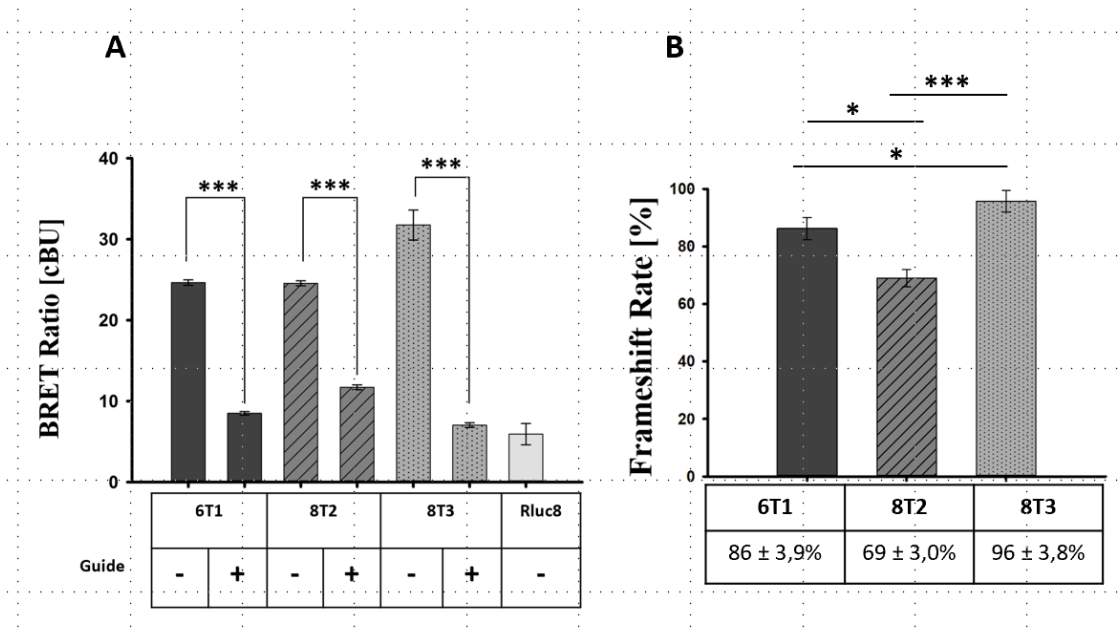 A
BRET Ratio [cBU]
40
30
20
10
0
***
***
***
6T1 8T2 8T3 Rluc8
Guide - + - + - + -
B
Frameshift Rate [%]
***
*
*
100
80
60
40
20
0
6T1 8T2 8T3
86 ± 3,9% 69 ± 3,0% 96 ± 3,8%